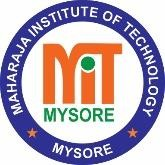 MAHARAJA INSTITUTE OF TECHNOLOGY
MiT
MYSORE
MYSORE